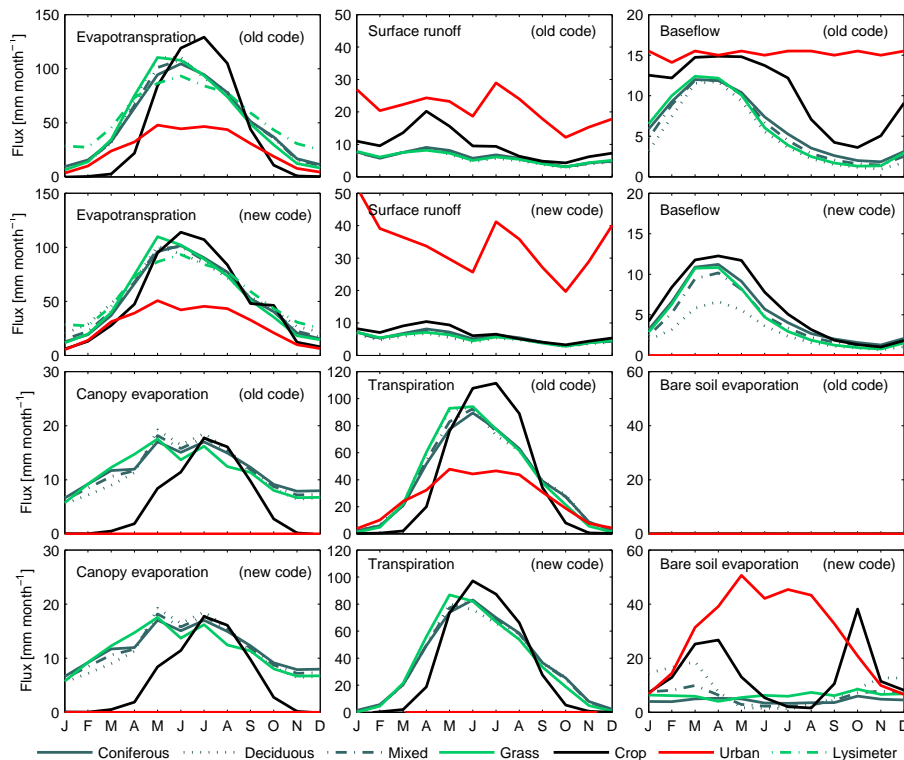 150
100
50
0
Flux [mm month⁻¹]
Evapotranspration (old code)
50
40
30
20
10
0
Surface runoff (old code)
15
10
5
0
Baseflow (old code)
150
100
50
0
Flux [mm month⁻¹]
Evapotranspration (new code)
50
40
30
20
10
0
Surface runoff (new code)
20
15
10
5
0
Baseflow (new code)
30
20
10
0
Flux [mm month⁻¹]
Canopy evaporation (old code)
120
100
80
60
40
20
0
Transpiration (old code)
60
40
20
0
Bare soil evaporation (old code)
30
20
10
0
Flux [mm month⁻¹]
Canopy evaporation (new code)
J F M A M J J A S O N D
120
100
80
60
40
20
0
Transpiration (new code)
J F M A M J J A S O N D
60
40
20
0
Bare soil evaporation (new code)
J F M A M J J A S O N D
Coniferous Deciduous Mixed Grass Crop Urban Lysimeter